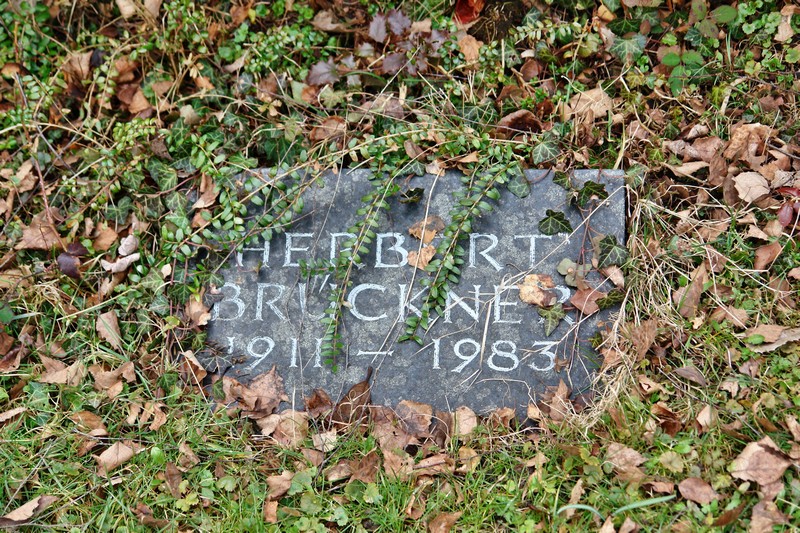 HERBERT
BRÜCKNER
1911 – 1983